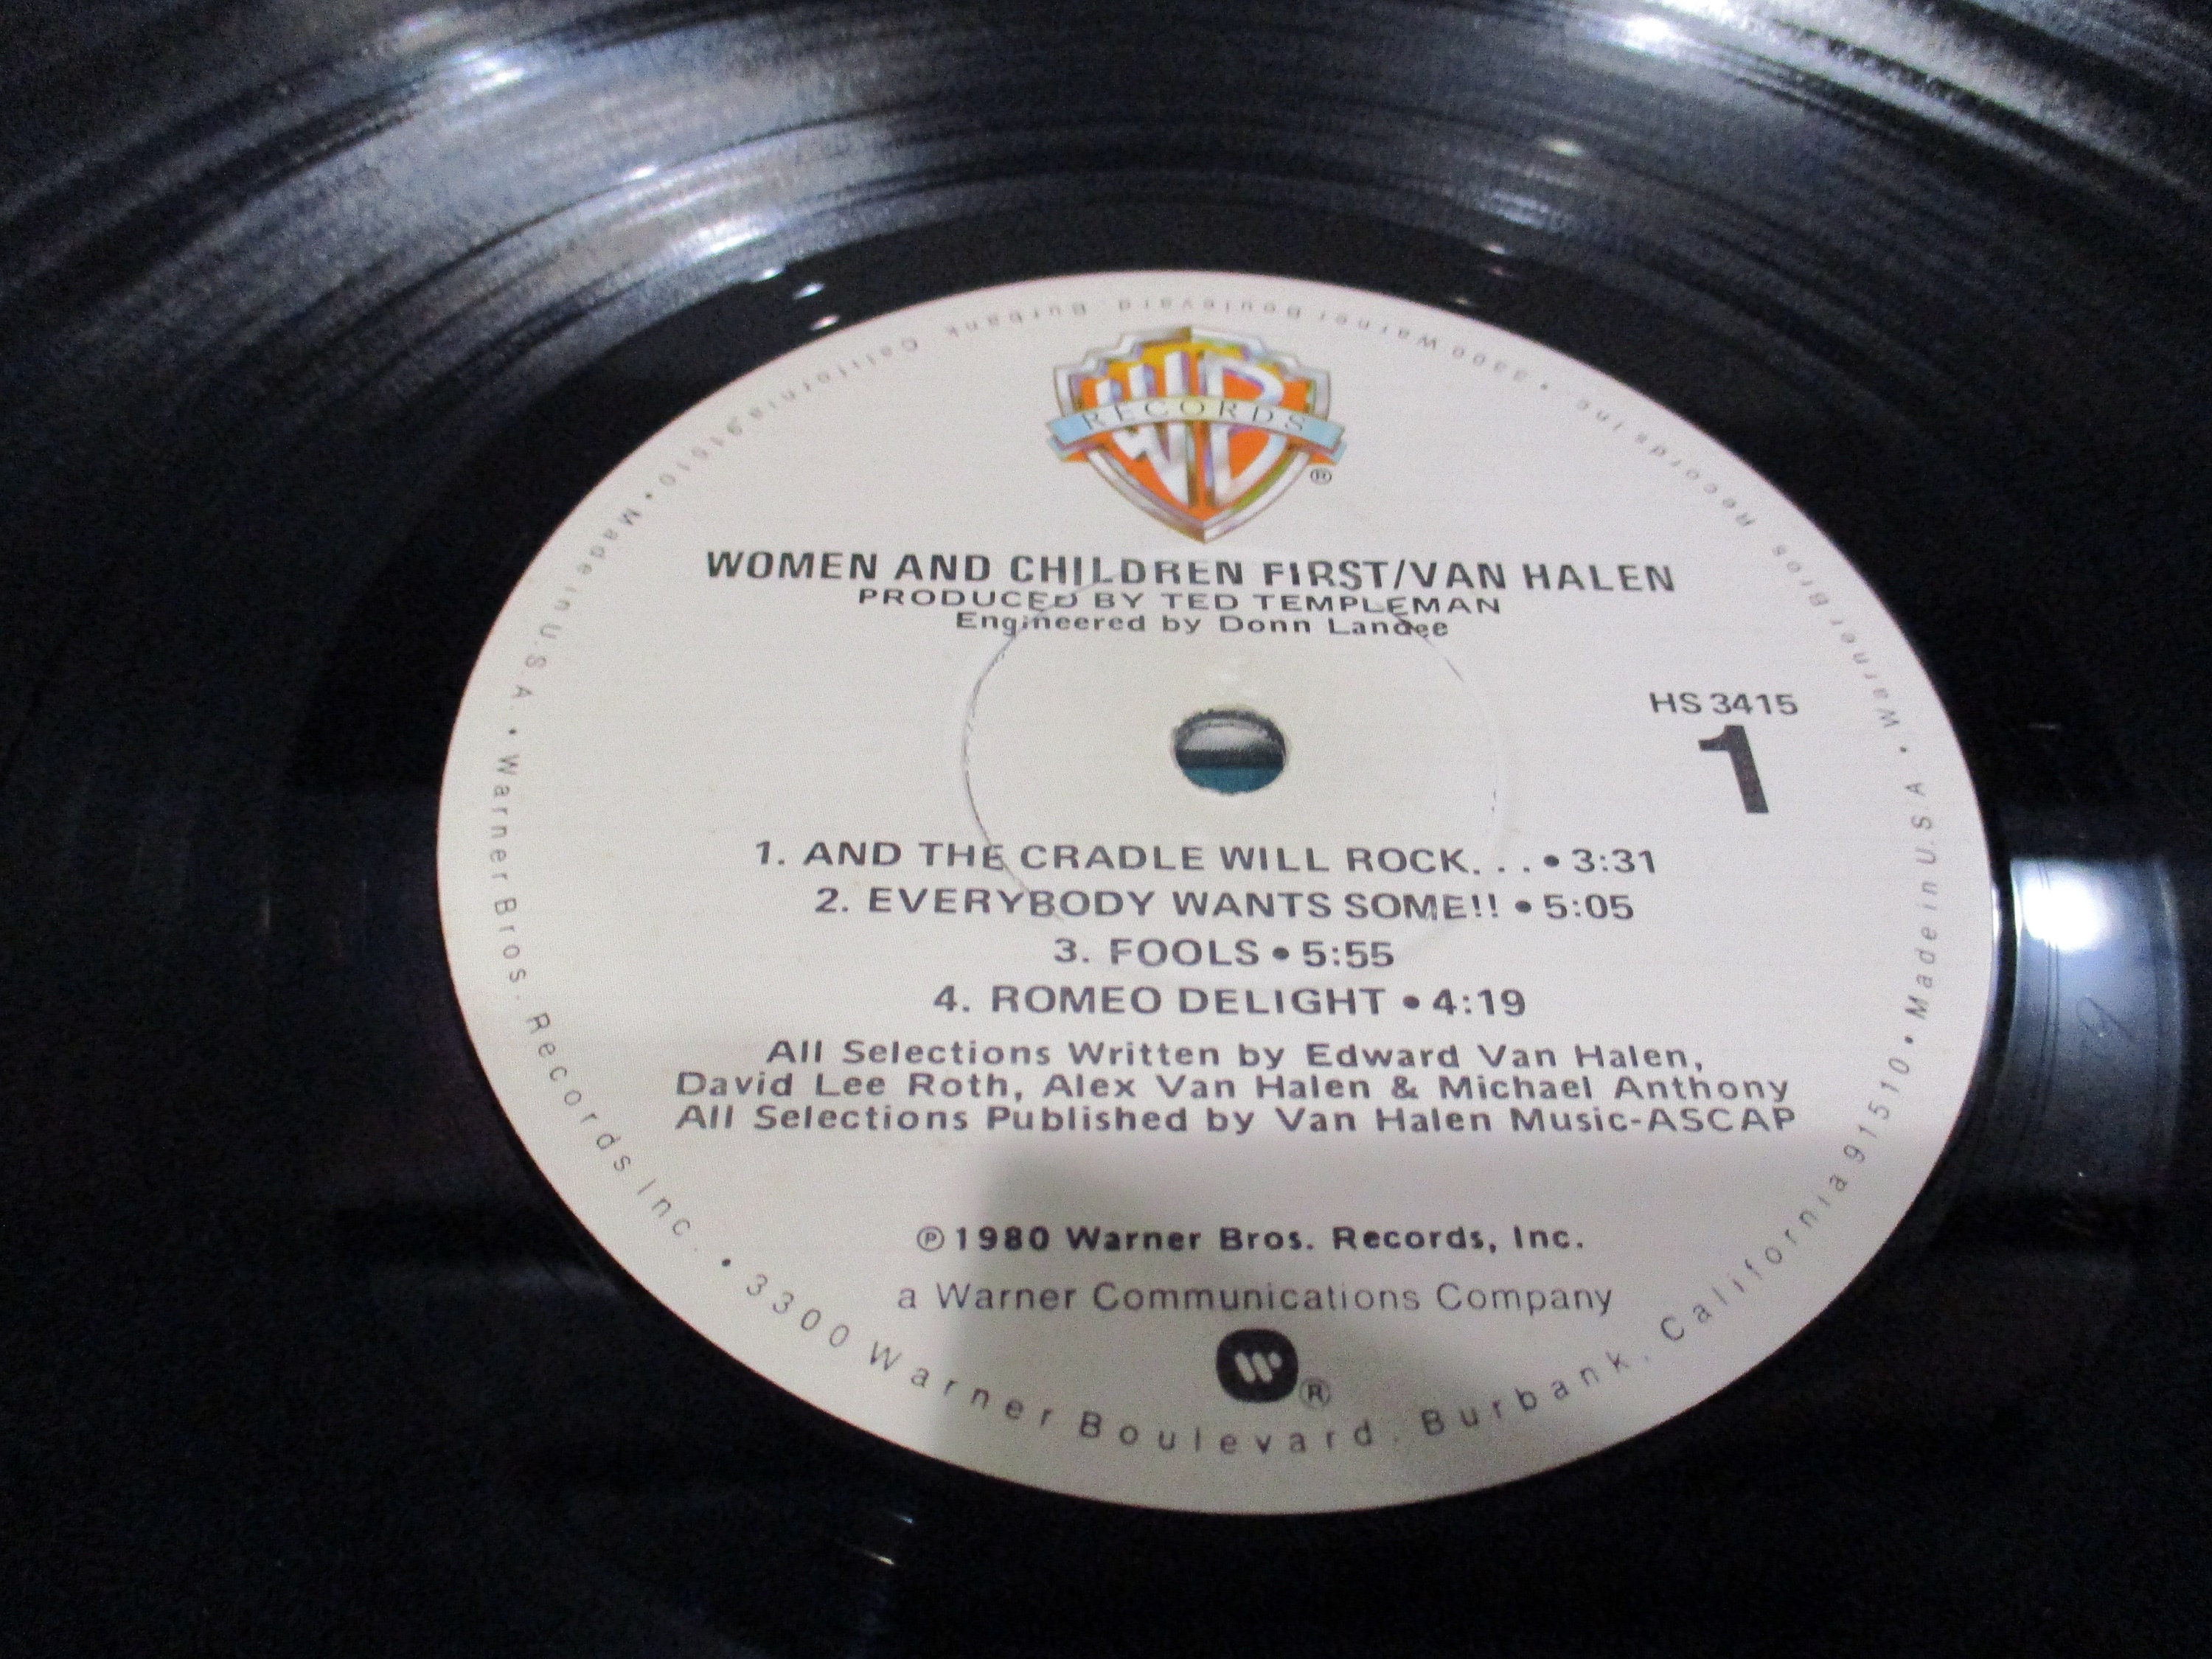 WB
RECORDS
®
WOMEN AND CHILDREN FIRST/VAN HALEN
PRODUCED BY TED TEMPLEMAN
Engineered by Donn Landee
HS 3415
1
1. AND THE CRADLE WILL ROCK. . . • 3:31
2. EVERYBODY WANTS SOME!! • 5:05
3. FOOLS • 5:55
4. ROMEO DELIGHT • 4:19
All Selections Written by Edward Van Halen,
David Lee Roth, Alex Van Halen & Michael Anthony
All Selections Published by Van Halen Music-ASCAP
℗ 1980 Warner Bros. Records, Inc.
a Warner Communications Company
W ®
Warner Bros. Records Inc. • 3300 Warner Boulevard. Burbank. California 91510 • Made in U.S.A. •
Warner Bros. Records Inc. • 3300 Warner Boulevard. Burbank. California 91510 • Made in U.S.A. •